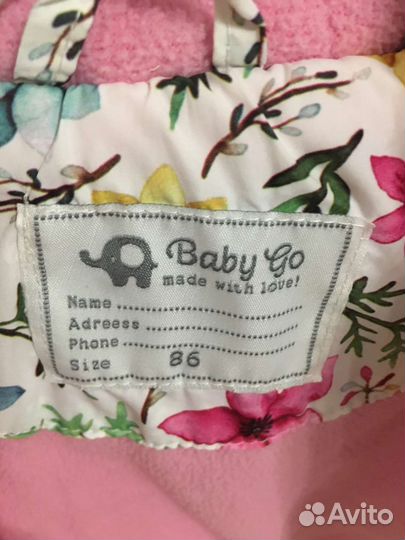 Baby Go
made with love!
Name
Adreess
Phone
Size 86
Avito